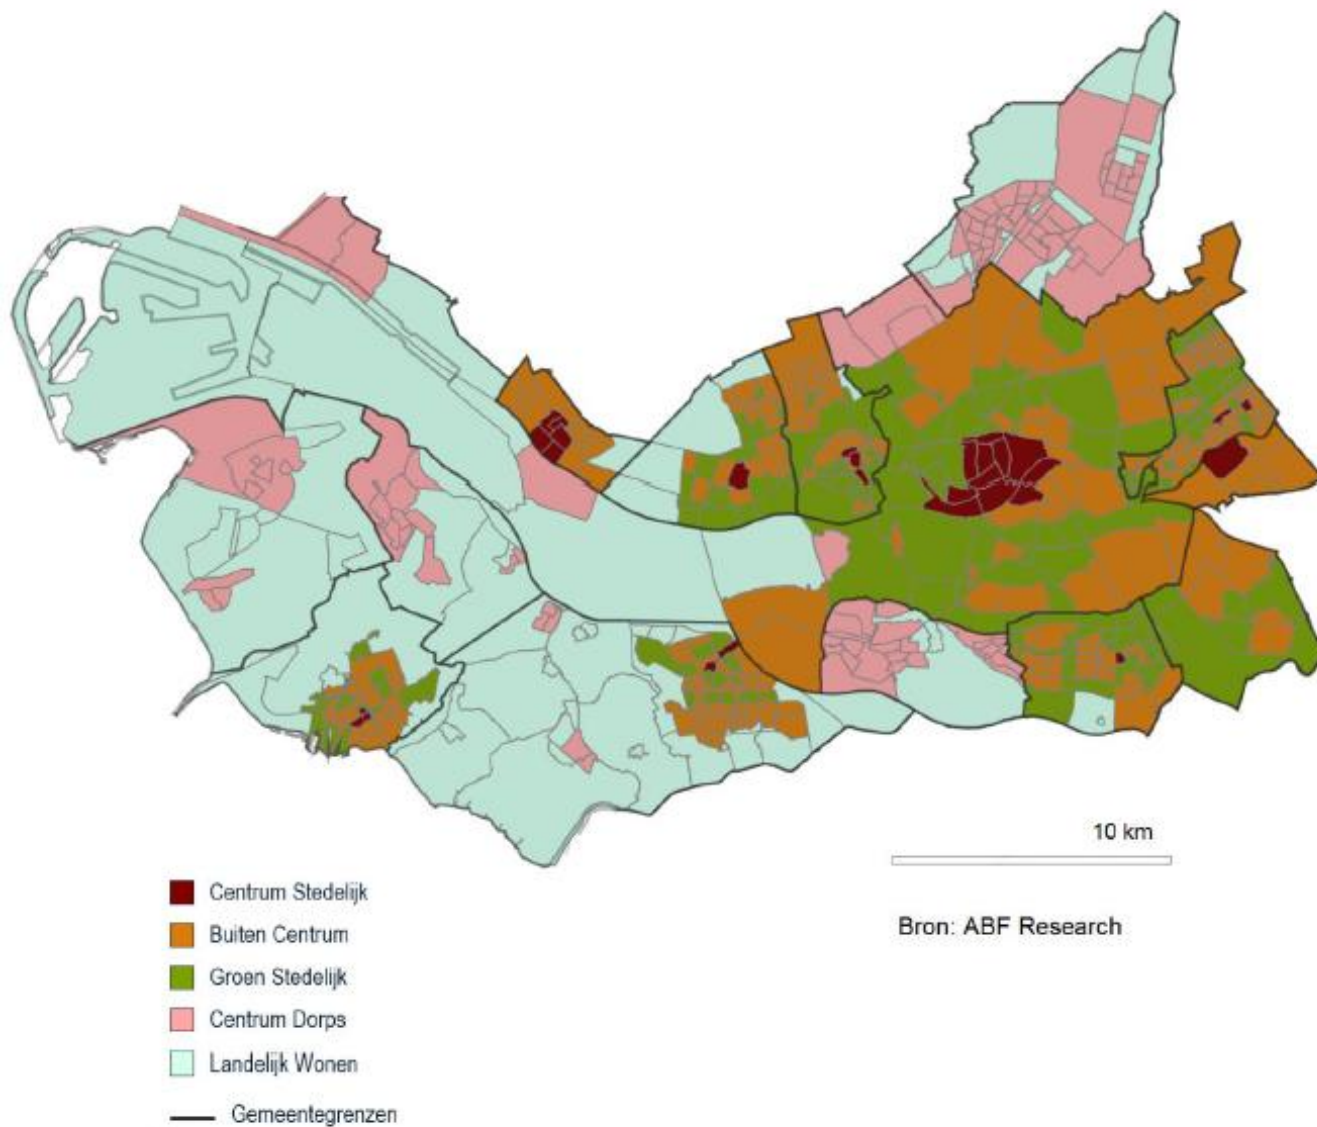 10 km
Centrum Stedelijk
Buiten Centrum
Bron: ABF Research
Groen Stedelijk
Centrum Dorps
Landelijk Wonen
Gemeentegrenzen